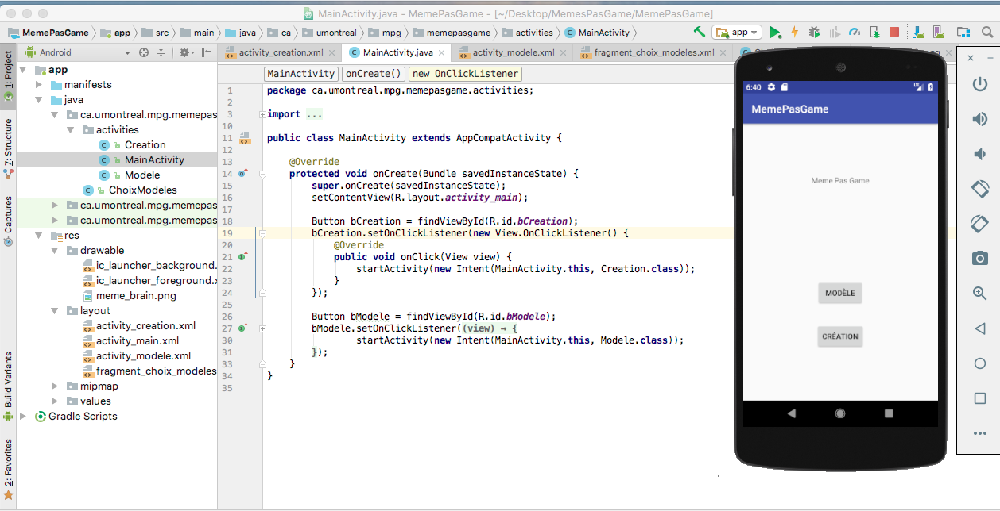 MainActivity.java - MemePasGame - [~/Desktop/MemesPasGame/MemePasGame]
MemePasGame app src main java ca umontreal mpg memepasgame activities MainActivity app
Android
activity_creation.xml MainActivity.java activity_modele.xml fragment_choix_modeles.xml
1: Project
Z: Structure
Captures
Build Variants
2: Favorites
app
manifests
java
ca.umontreal.mpg.memepas
activities
Creation
MainActivity
Modele
ChoixModeles
ca.umontreal.mpg.memepas
ca.umontreal.mpg.memepas
res
drawable
ic_launcher_background.
ic_launcher_foreground.x
meme_brain.png
layout
activity_creation.xml
activity_main.xml
activity_modele.xml
fragment_choix_modeles
mipmap
values
Gradle Scripts
MainActivity onCreate() new OnClickListener
1 package ca.umontreal.mpg.memepasgame.activities;
2
3 import ...
10
11 public class MainActivity extends AppCompatActivity {
12
13 @Override
14 protected void onCreate(Bundle savedInstanceState) {
15 super.onCreate(savedInstanceState);
16 setContentView(R.layout.activity_main);
17
18 Button bCreation = findViewById(R.id.bCreation);
19 bCreation.setOnClickListener(new View.OnClickListener() {
20 @Override
21 public void onClick(View view) {
22 startActivity(new Intent(MainActivity.this, Creation.class));
23 }
24 });
25
26 Button bModele = findViewById(R.id.bModele);
27 bModele.setOnClickListener((view) → {
30 startActivity(new Intent(MainActivity.this, Modele.class));
31 });
33 }
34 }
35
6:40
MemePasGame
Meme Pas Game
MODÈLE
CRÉATION